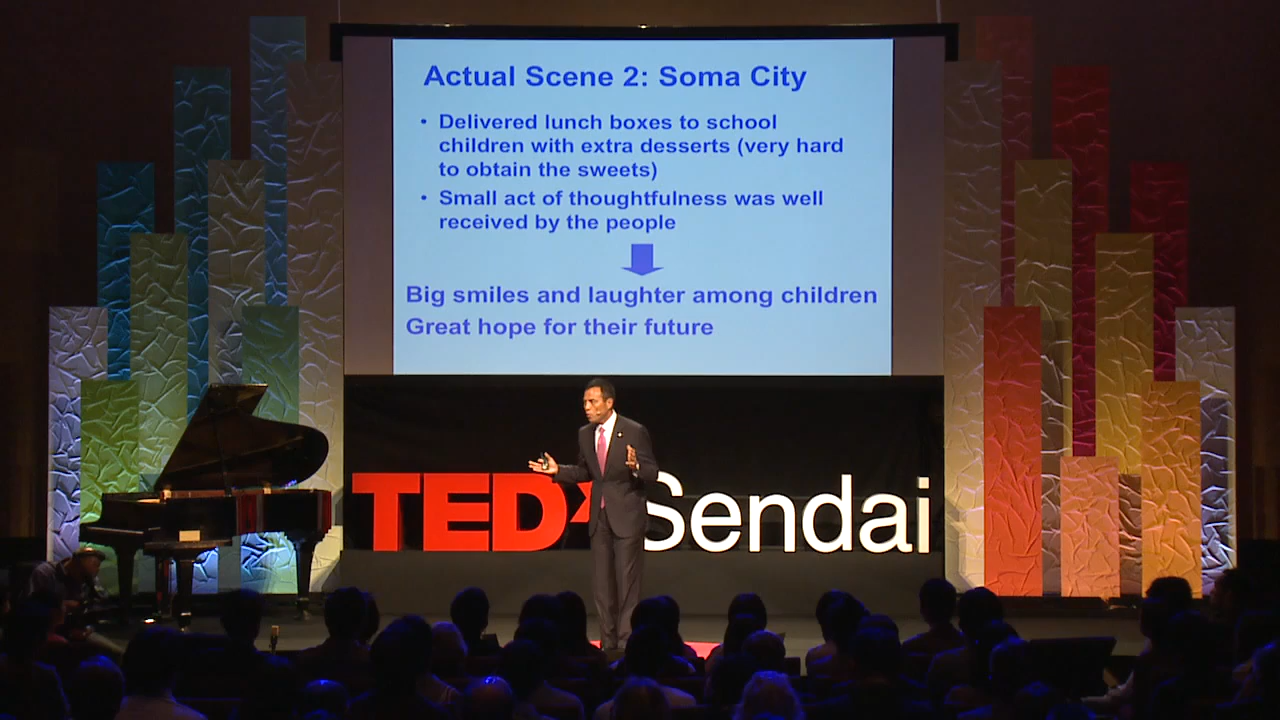 Actual Scene 2: Soma City
• Delivered lunch boxes to school
children with extra desserts (very hard
to obtain the sweets)
• Small act of thoughtfulness was well
received by the people
Big smiles and laughter among children
Great hope for their future
TEDx Sendai